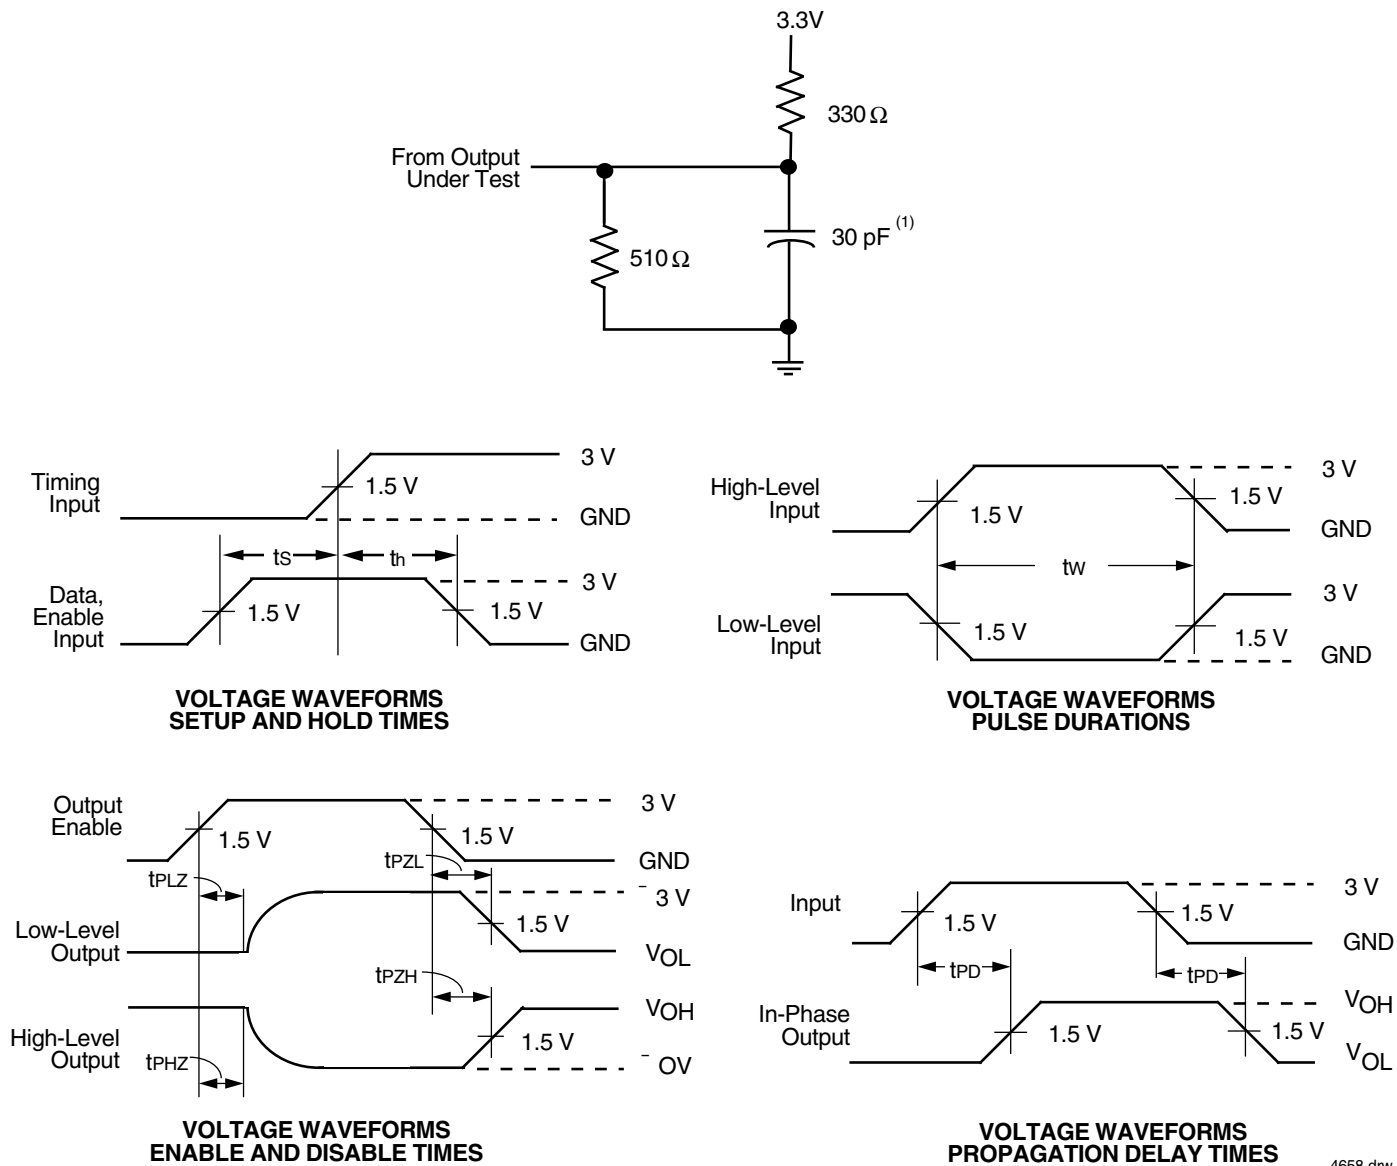 3.3V
330 Ω
From Output
Under Test
510 Ω
30 pF (1)
Timing
Input
3 V
1.5 V
GND
tS
th
Data,
Enable
Input
3 V
1.5 V
1.5 V
GND
VOLTAGE WAVEFORMS
SETUP AND HOLD TIMES
High-Level
Input
3 V
1.5 V
1.5 V
GND
tW
Low-Level
Input
3 V
1.5 V
1.5 V
GND
VOLTAGE WAVEFORMS
PULSE DURATIONS
Output
Enable
3 V
1.5 V
1.5 V
GND
tPLZ
tPZL
Low-Level
Output
3 V
1.5 V
VOL
tPZH
High-Level
Output
VOH
1.5 V
OV
tPHZ
VOLTAGE WAVEFORMS
ENABLE AND DISABLE TIMES
Input
3 V
1.5 V
1.5 V
GND
tPD
tPD
In-Phase
Output
VOH
1.5 V
1.5 V
VOL
VOLTAGE WAVEFORMS
PROPAGATION DELAY TIMES